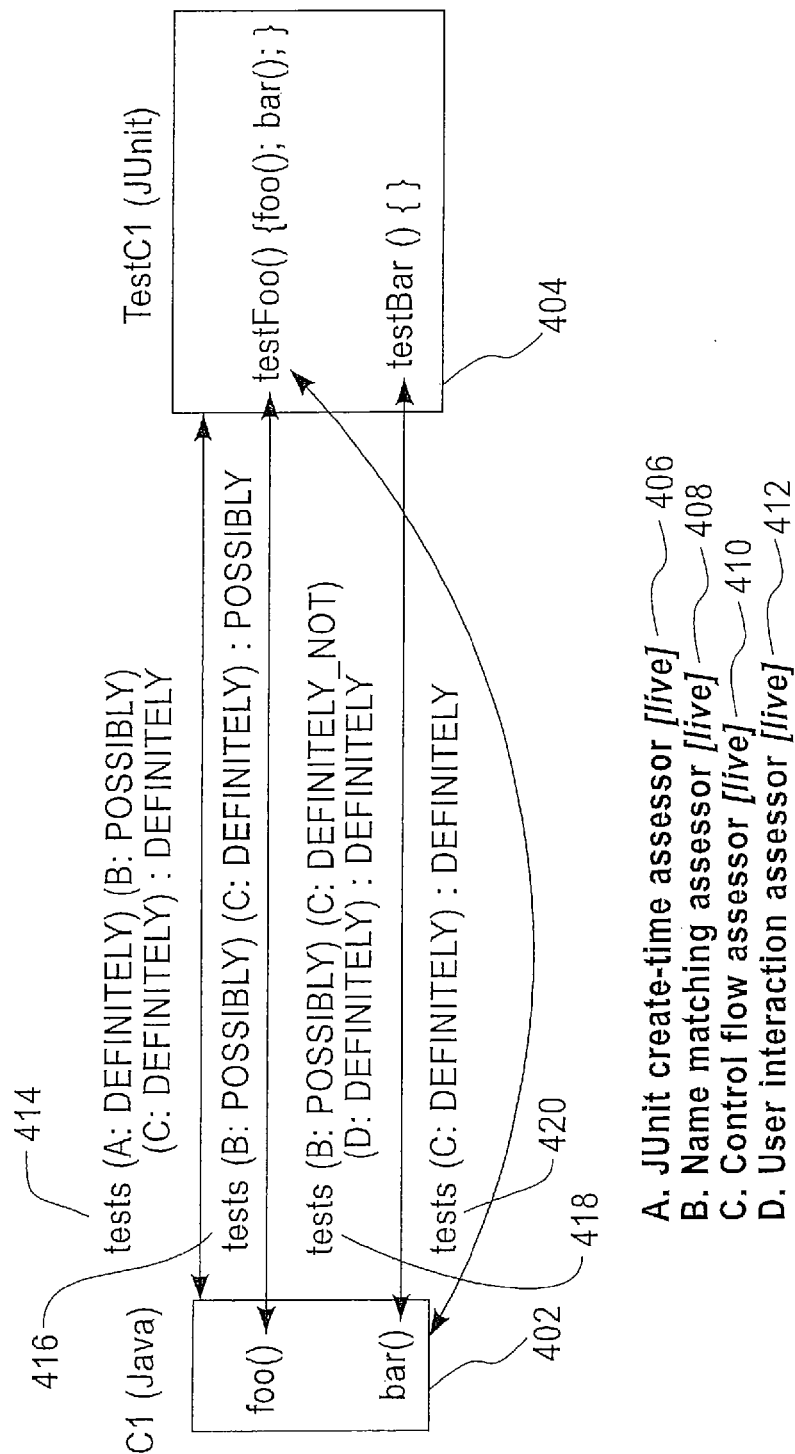 C1 (Java)
foo()
bar()
402
TestC1 (JUnit)
testFoo() {foo(); bar(); }
testBar () { }
404
414
tests (A: DEFINITELY) (B: POSSIBLY)
(C: DEFINITELY) : DEFINITELY
416
tests (B: POSSIBLY) (C: DEFINITELY) : POSSIBLY
tests (B: POSSIBLY) (C: DEFINITELY_NOT)
(D: DEFINITELY) : DEFINITELY
418
tests (C: DEFINITELY) : DEFINITELY
420
A. JUnit create-time assessor [live] 406
B. Name matching assessor [live] 408
C. Control flow assessor [live] 410
D. User interaction assessor [live] 412